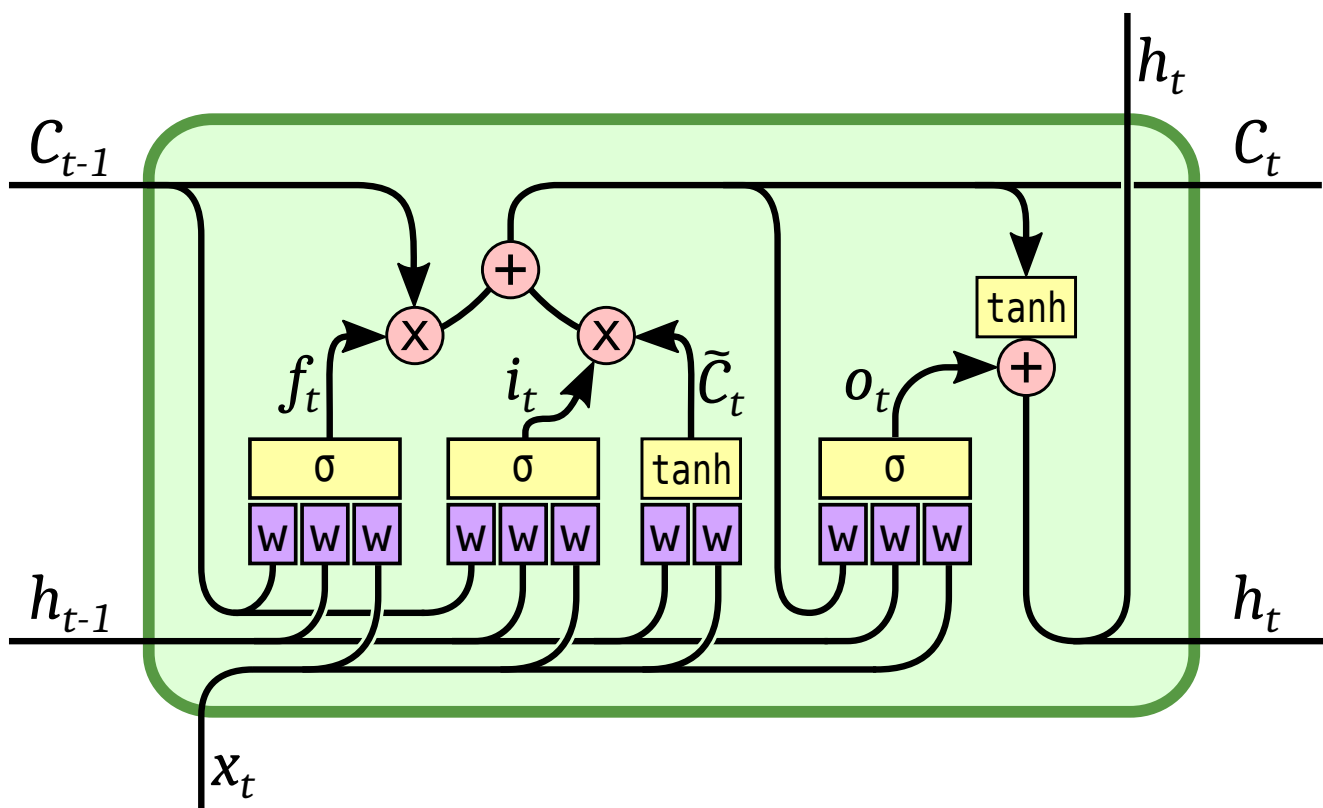 h_t
C_{t-1}
C_t
+
tanh
x x
f_t i_t C̃_t o_t +
σ σ tanh σ
w w w w w w w w w w w
h_{t-1} h_t
x_t